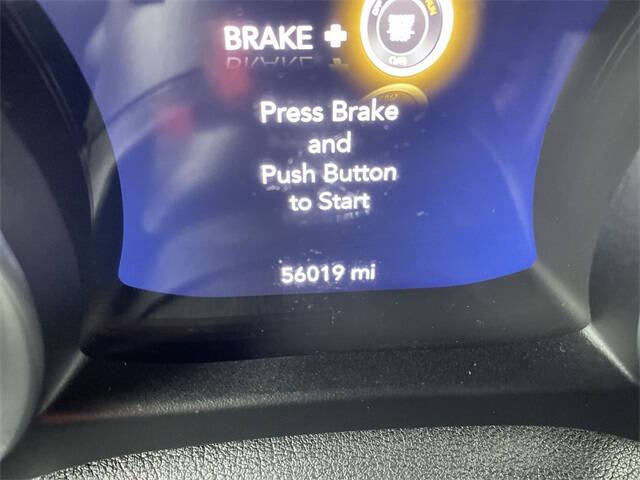 BRAKE +
Press Brake
and
Push Button
to Start
56019 mi